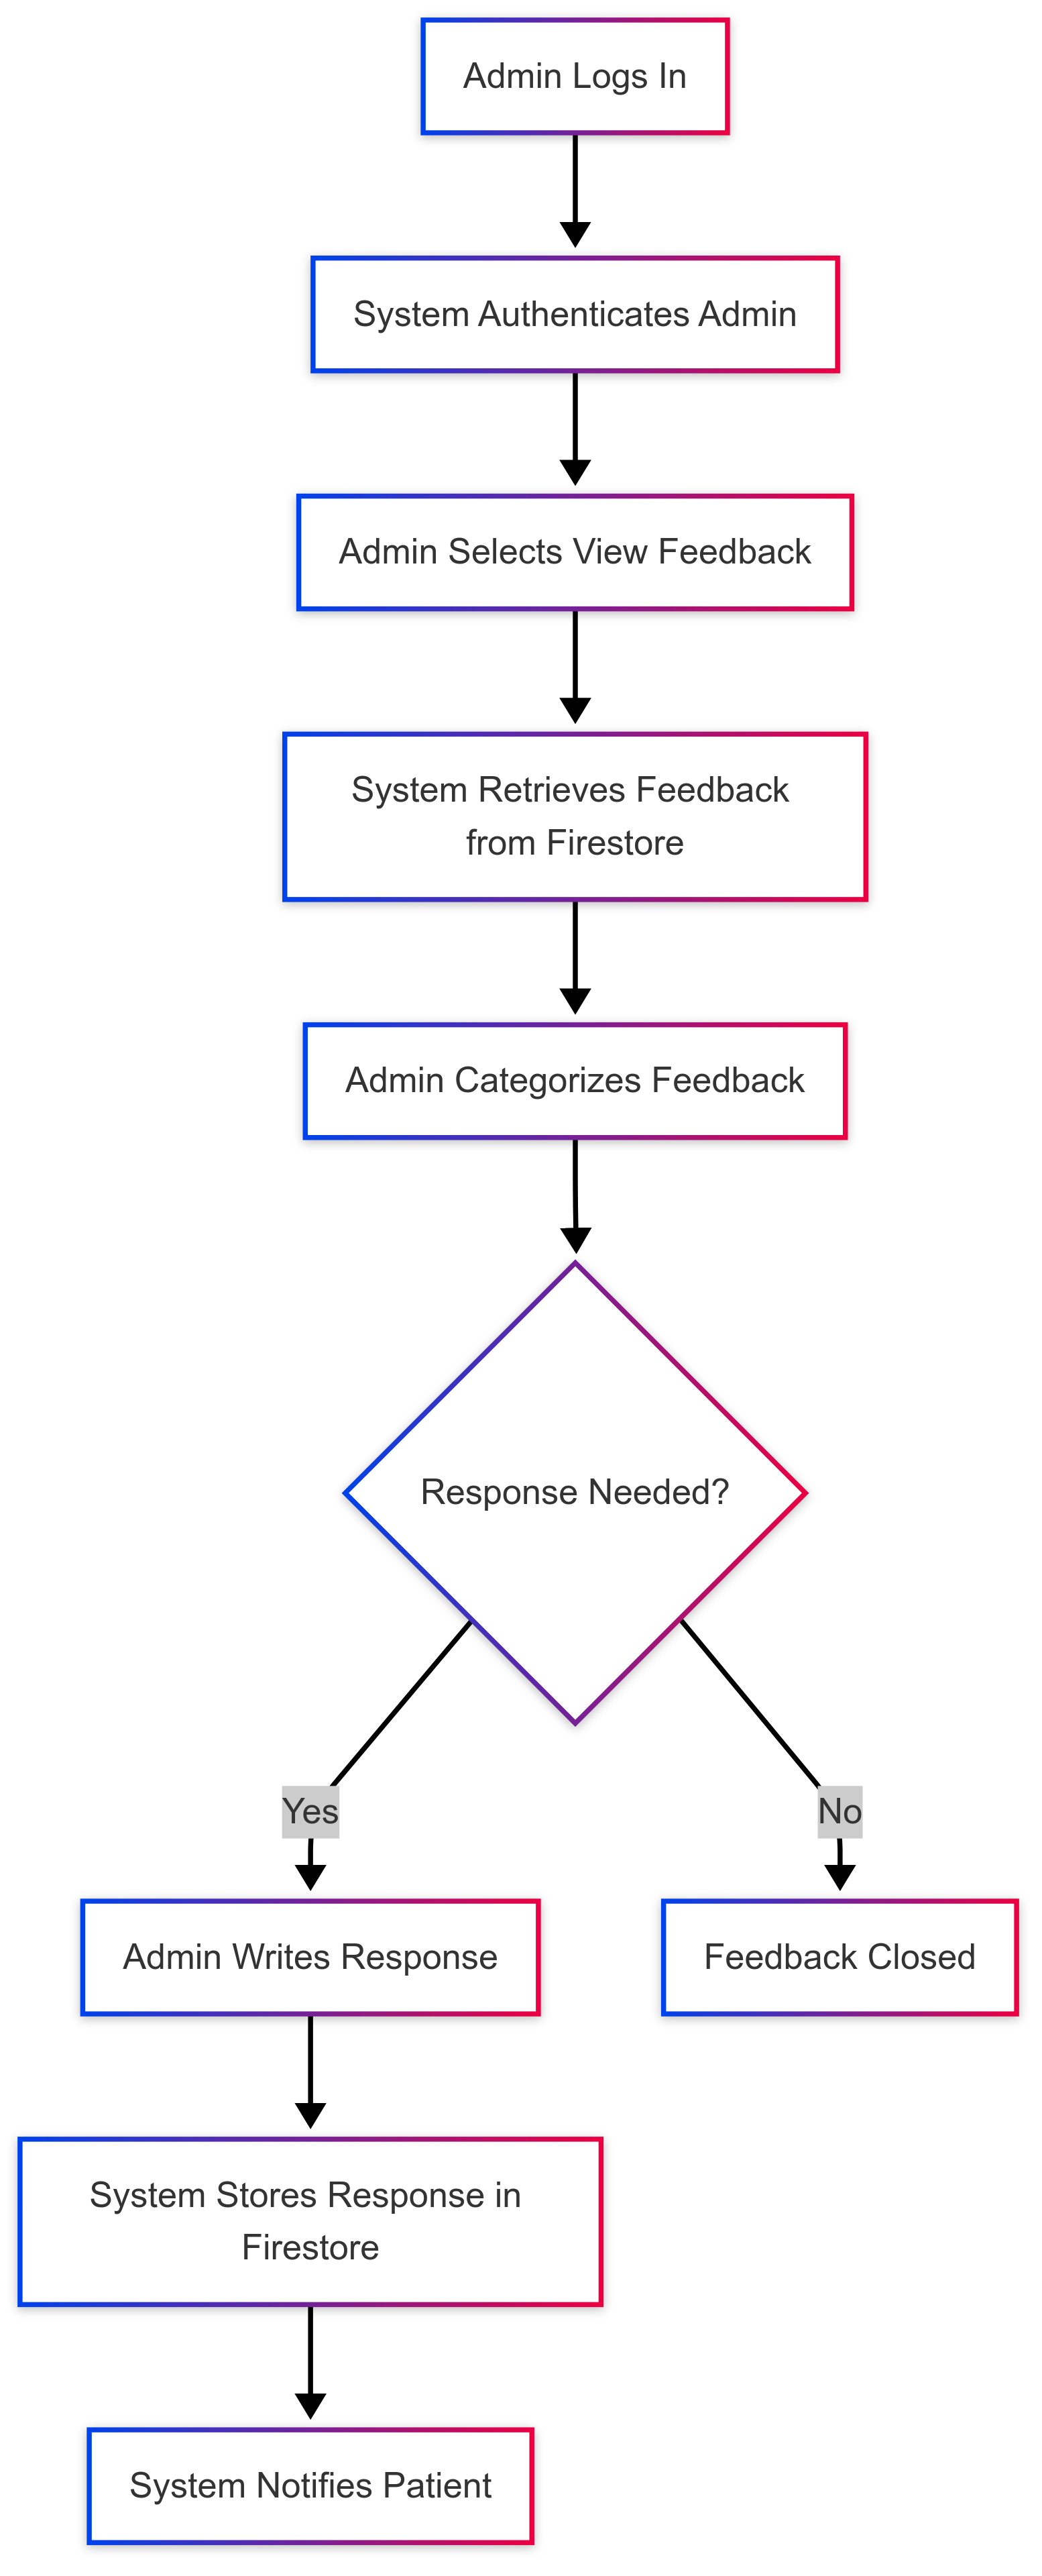 Admin Logs In
System Authenticates Admin
Admin Selects View Feedback
System Retrieves Feedback
from Firestore
Admin Categorizes Feedback
Response Needed?
Yes
No
Admin Writes Response
Feedback Closed
System Stores Response in
Firestore
System Notifies Patient